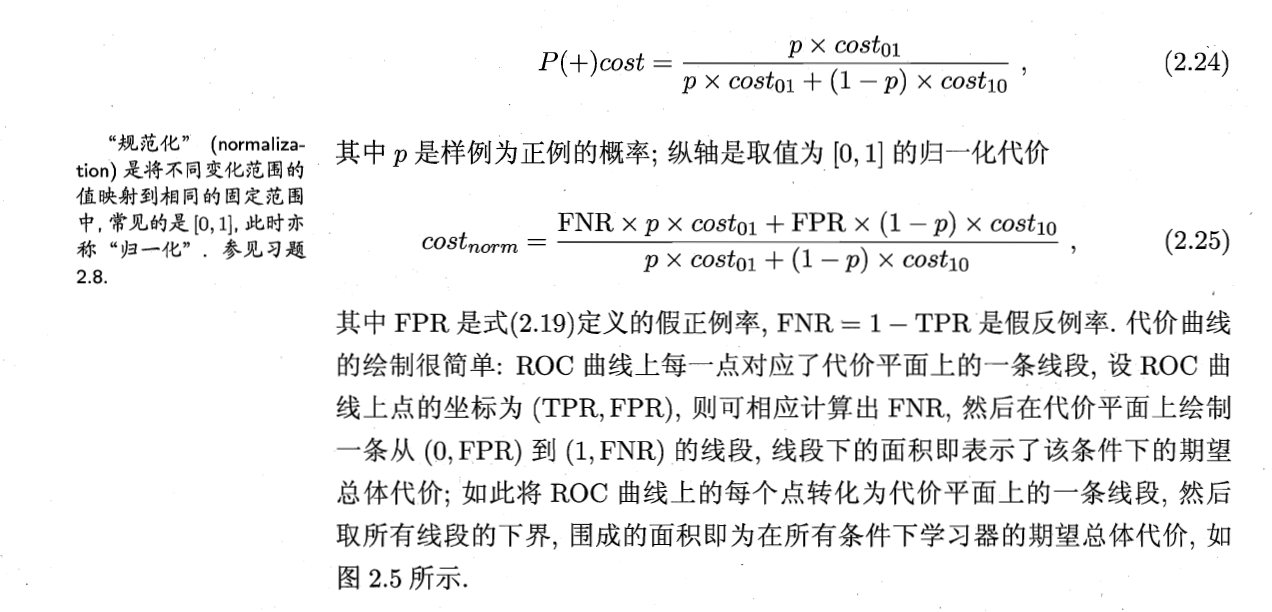 P(+)cost = \frac{p \times cost_{01}}{p \times cost_{01} + (1 - p) \times cost_{10}} , (2.24)
“规范化” (normaliza-
tion) 是将不同变化范围的
值映射到相同的固定范围
中, 常见的是 [0, 1], 此时亦
称 “归一化” . 参见习题
2.8.
其中 p 是样例为正例的概率; 纵轴是取值为 [0, 1] 的归一化代价
cost_{norm} = \frac{FNR \times p \times cost_{01} + FPR \times (1 - p) \times cost_{10}}{p \times cost_{01} + (1 - p) \times cost_{10}} , (2.25)
其中 FPR 是式(2.19)定义的假正例率, FNR = 1 − TPR 是假反例率. 代价曲线
的绘制很简单: ROC 曲线上每一点对应了代价平面上的一条线段, 设 ROC 曲
线上点的坐标为 (TPR, FPR), 则可相应计算出 FNR, 然后在代价平面上绘制
一条从 (0, FPR) 到 (1, FNR) 的线段, 线段下的面积即表示了该条件下的期望
总体代价; 如此将 ROC 曲线上的每个点转化为代价平面上的一条线段, 然后
取所有线段的下界, 围成的面积即为在所有条件下学习器的期望总体代价, 如
图 2.5 所示.